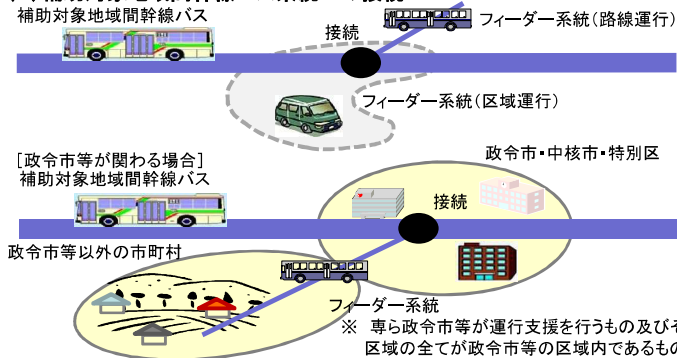 補助対象地域間幹線バス
フィーダー系統(路線運行)
接続
フィーダー系統(区域運行)
[政令市等が関わる場合]
補助対象地域間幹線バス
政令市・中核市・特別区
接続
政令市等以外の市町村
フィーダー系統
※ 専ら政令市等が運行支援を行うもの及びそ
区域の全てが政令市等の区域内であるもの